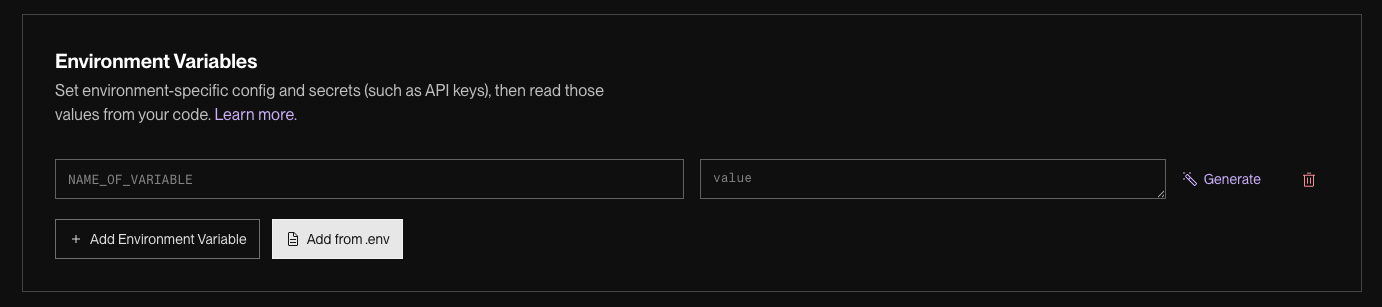 Environment Variables
Set environment-specific config and secrets (such as API keys), then read those
values from your code. Learn more.
NAME_OF_VARIABLE
value
Generate
+ Add Environment Variable
Add from .env